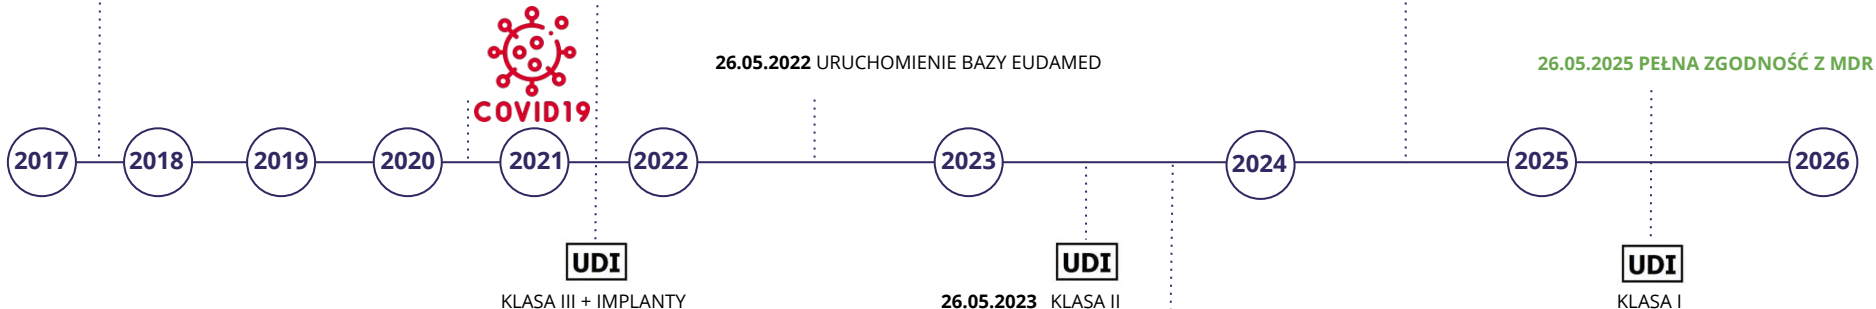 COVID19
26.05.2022 URUCHOMIENIE BAZY EUDAMED
26.05.2025 PEŁNA ZGODNOŚĆ Z MDR
2017 2018 2019 2020 2021 2022 2023 2024 2025 2026
UDI UDI UDI
KLASA III + IMPLANTY 26.05.2023 KLASA II KLASA I